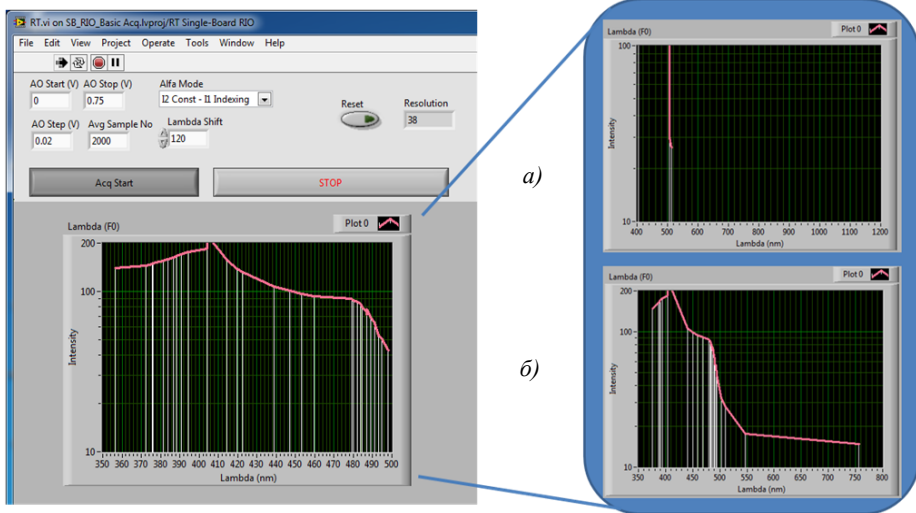 RT.vi on SB_RIO_Basic Acq.lvproj/RT Single-Board RIO
File Edit View Project Operate Tools Window Help
AO Start (V) AO Stop (V) Alfa Mode
0 0.75 I2 Const - I1 Indexing
Reset Resolution
38
AO Step (V) Avg Sample No Lambda Shift
0.02 2000 120
Acq Start STOP
Lambda (F0) Plot 0
200
100
10
Intensity
350 360 370 380 390 400 410 420 430 440 450 460 470 480 490 500
Lambda (nm)
а)
Lambda (F0) Plot 0
100
10
Intensity
400 500 600 700 800 900 1000 1100 1200
Lambda (nm)
б)
Lambda (F0) Plot 0
200
100
10
Intensity
350 400 450 500 550 600 650 700 750 800
Lambda (nm)